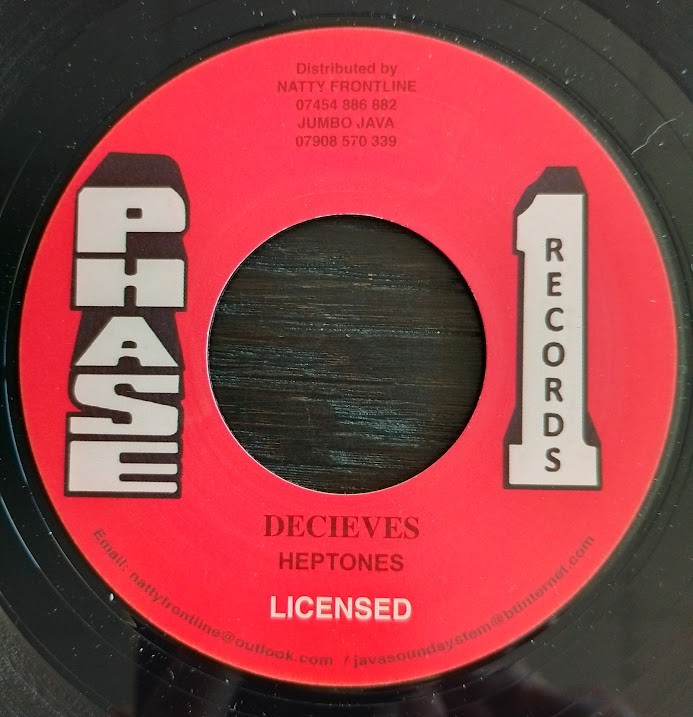 Distributed by
NATTY FRONTLINE
07454 886 882
JUMBO JAVA
07908 570 339
PHASE
1
RECORDS
DECIEVES
HEPTONES
LICENSED
Email: nattyfrontline@outlook.com / javasoundsystem@btinternet.com